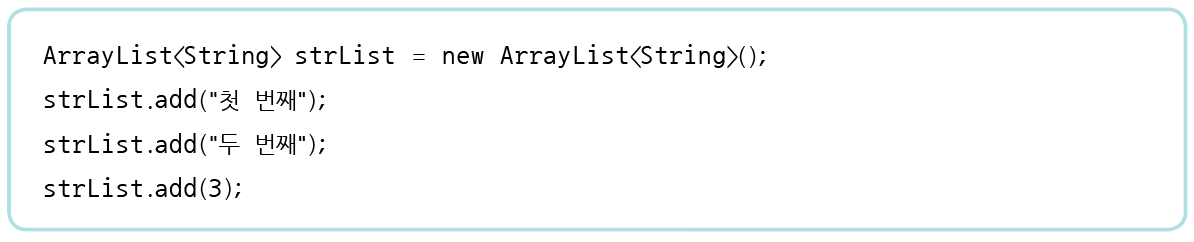 ArrayList<String> strList = new ArrayList<String>();
strList.add("첫 번째");
strList.add("두 번째");
strList.add(3);